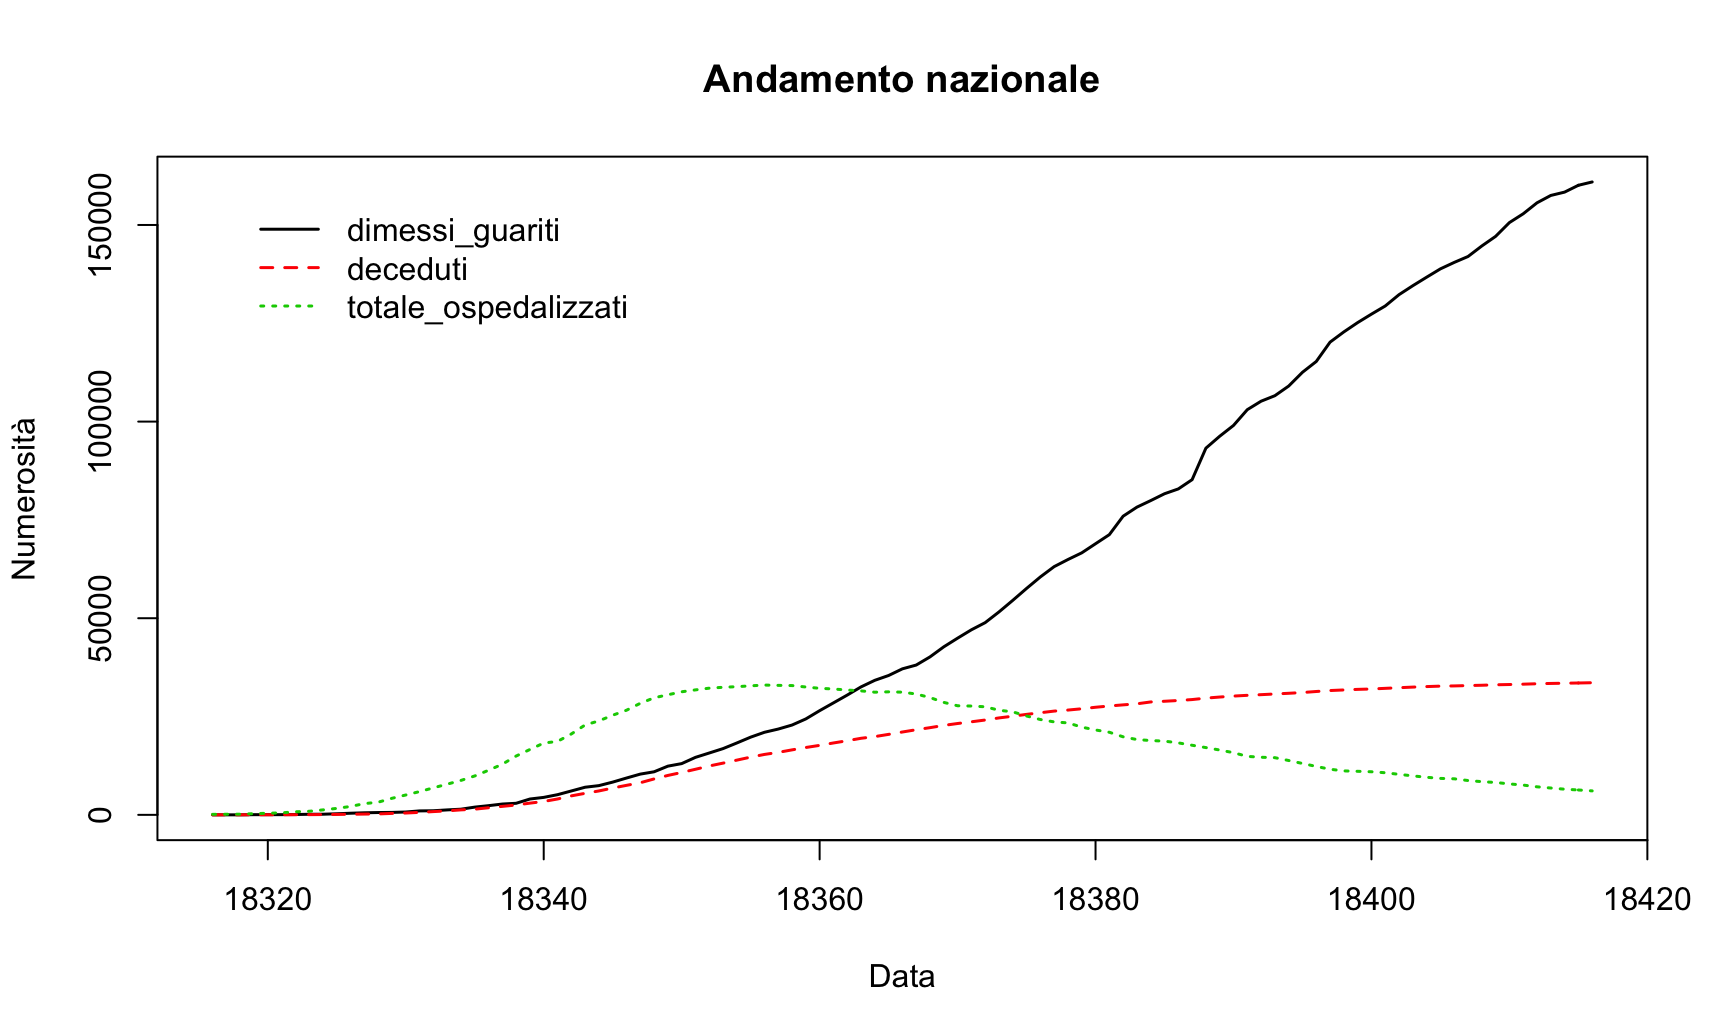 Andamento nazionale
dimessi_guariti
deceduti
totale_ospedalizzati
Numerosità
150000
100000
50000
0
18320 18340 18360 18380 18400 18420
Data